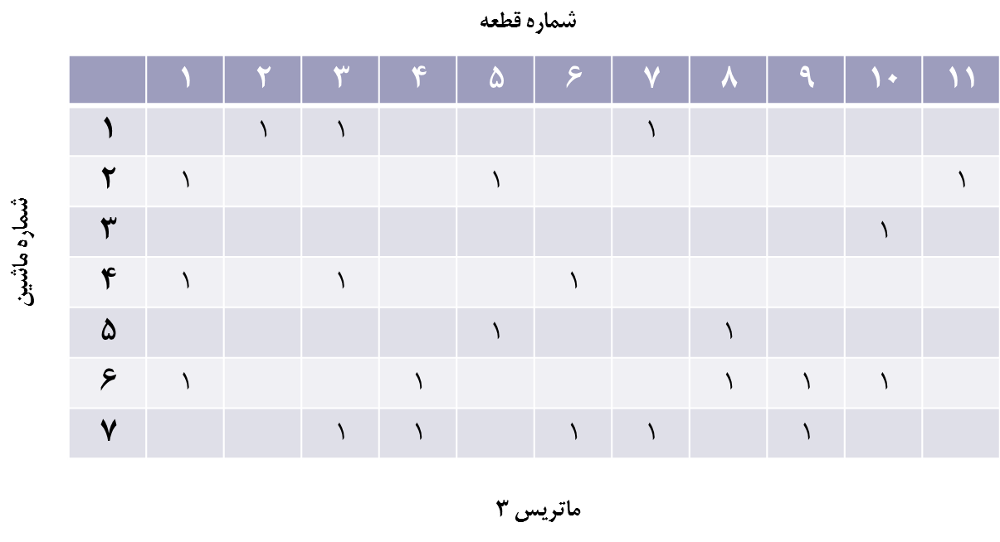 شماره قطعه
۱ ۲ ۳ ۴ ۵ ۶ ۷ ۸ ۹ ۱۰ ۱۱
۱ ۱ ۱ ۱
۲ ۱ ۱ ۱
۳ ۱
۴ ۱ ۱ ۱
۵ ۱ ۱
۶ ۱ ۱ ۱ ۱ ۱
۷ ۱ ۱ ۱ ۱ ۱
شماره ماشین
ماتریس ۳